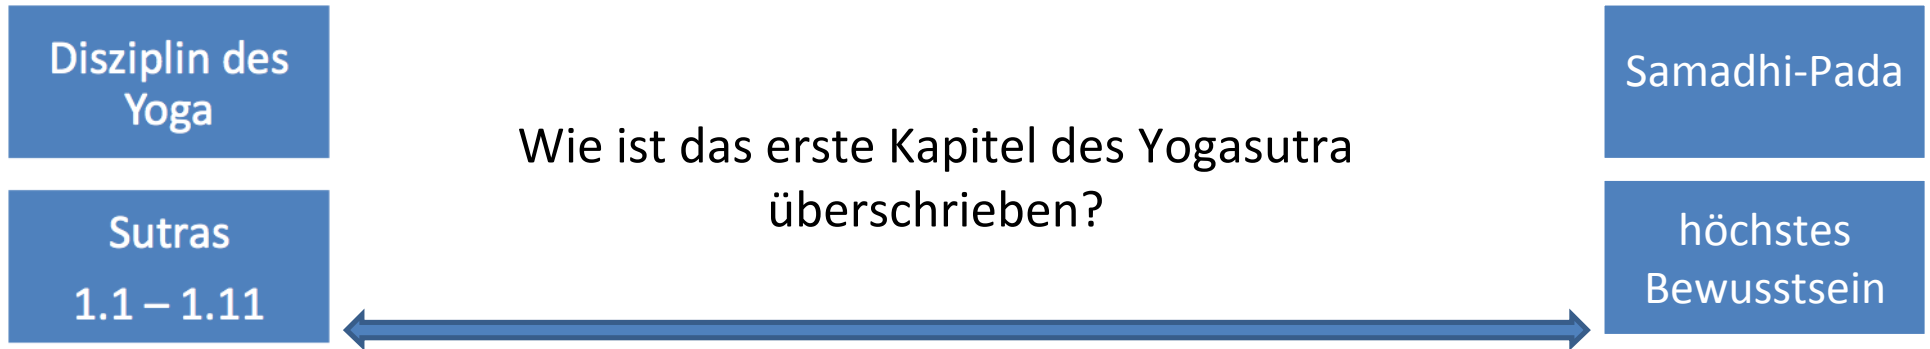 Disziplin des
Yoga
Sutras
1.1 – 1.11
Wie ist das erste Kapitel des Yogasutra
überschrieben?
Samadhi-Pada
höchstes
Bewusstsein